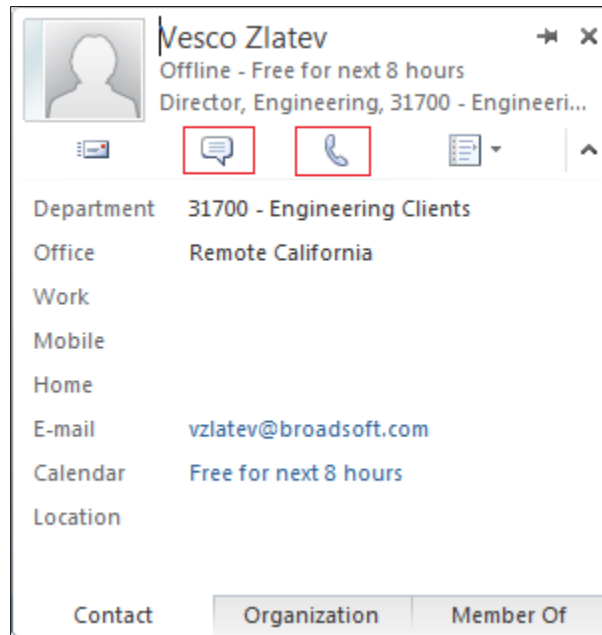 Vesco Zlatev
Offline - Free for next 8 hours
Director, Engineering, 31700 - Engineeri...
Department 31700 - Engineering Clients
Office Remote California
Work
Mobile
Home
E-mail vzlatev@broadsoft.com
Calendar Free for next 8 hours
Location
Contact Organization Member Of